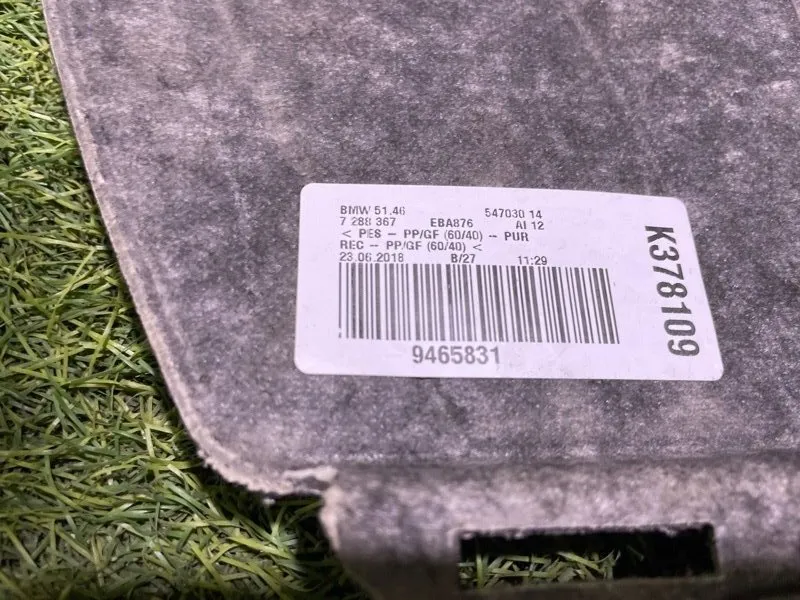 BMW 51.46 547030 14
7 288 367 EBA876 AI 12
< PES - PP/GF (60/40) - PUR
REC - PP/GF (60/40) <
23.06.2018 B/27 11:29
9465831
K378109